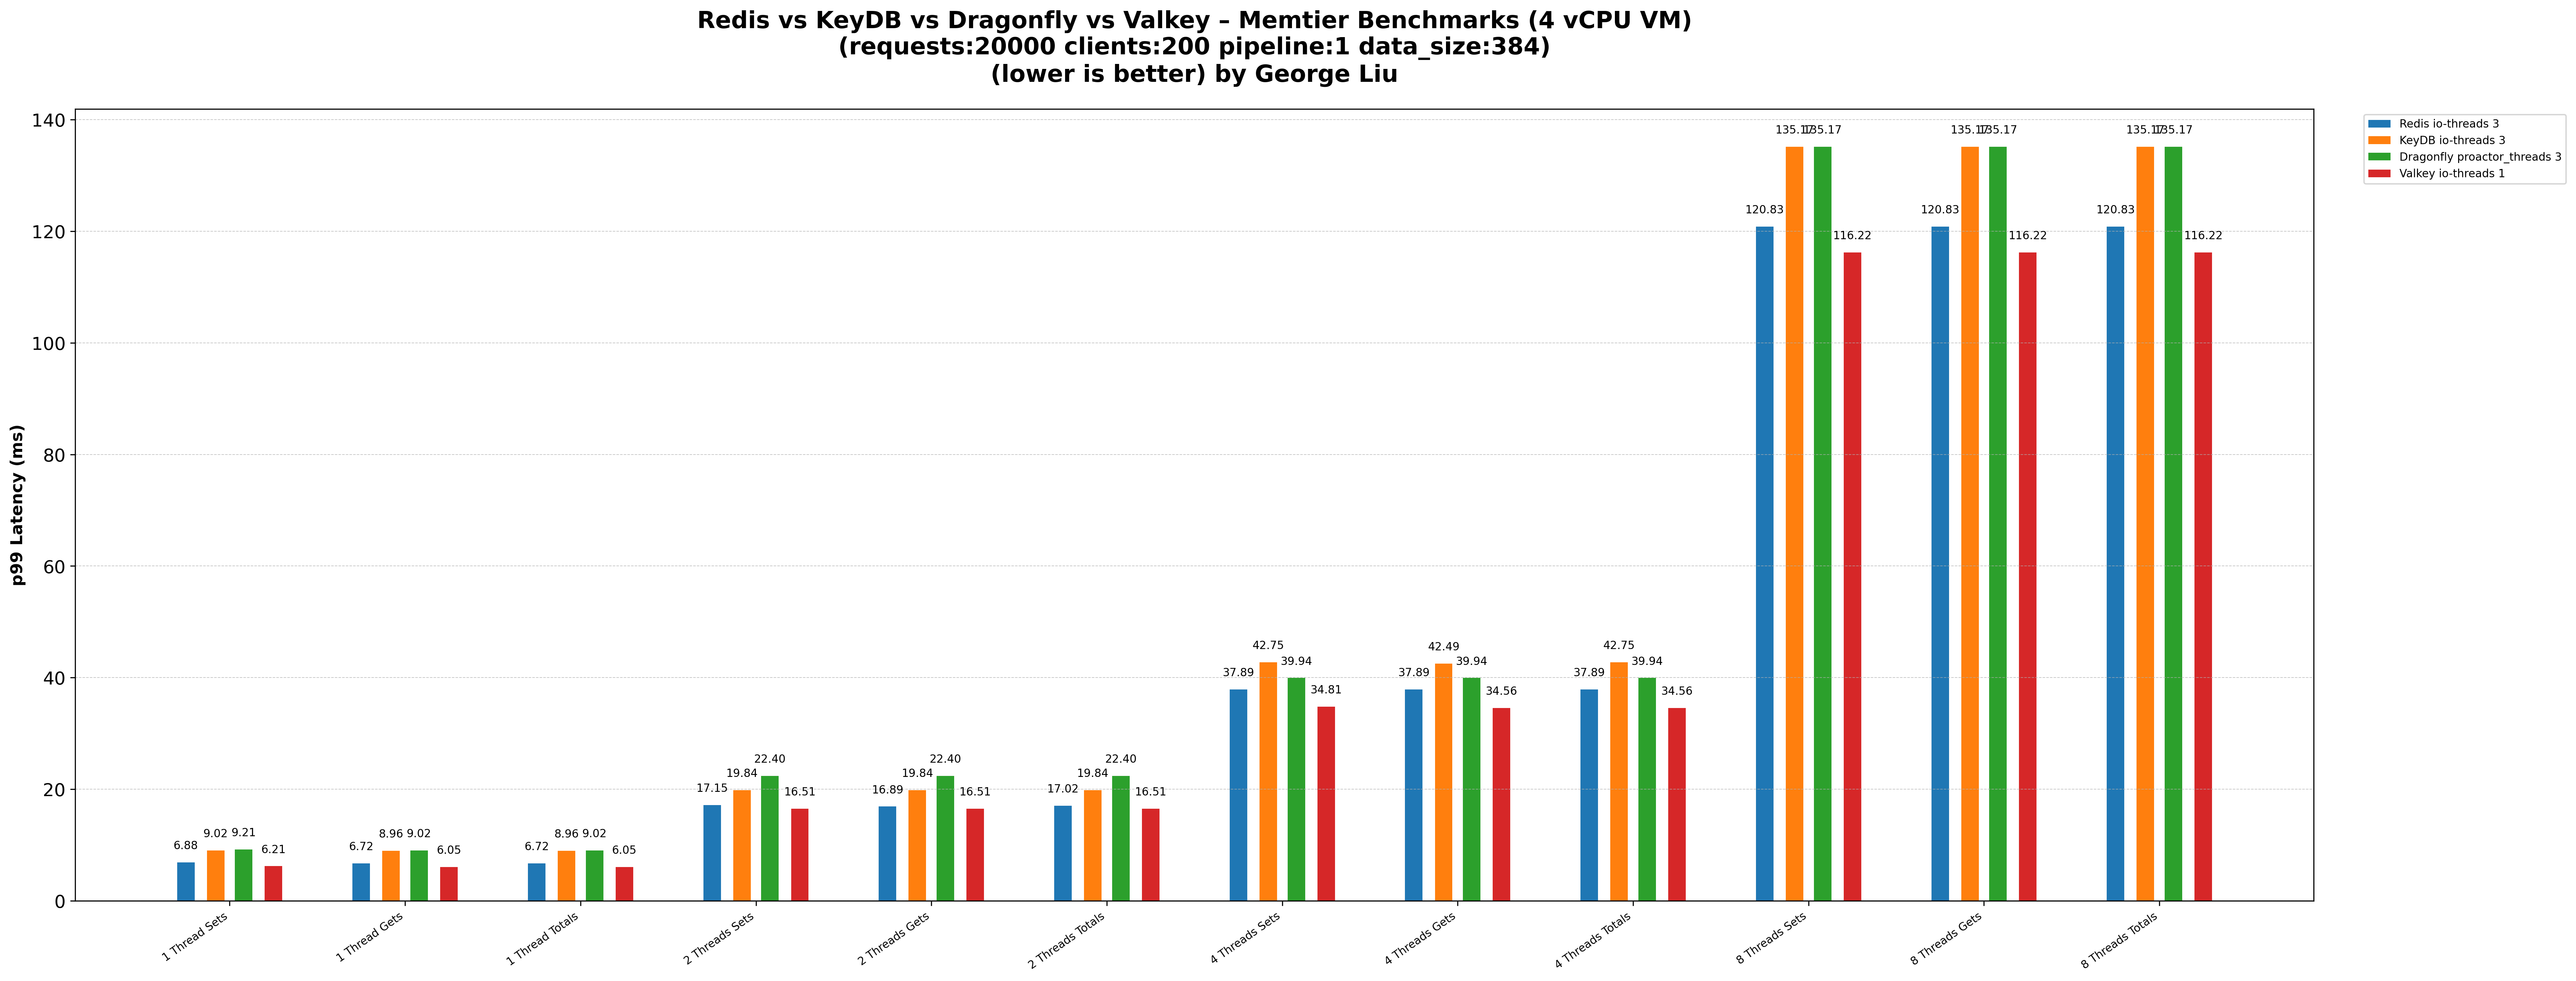 Redis vs KeyDB vs Dragonfly vs Valkey – Memtier Benchmarks (4 vCPU VM)
(requests:20000 clients:200 pipeline:1 data_size:384)
(lower is better) by George Liu
Redis io-threads 3
KeyDB io-threads 3
Dragonfly proactor_threads 3
Valkey io-threads 1
p99 Latency (ms)
140
120
100
80
60
40
20
0
6.88 9.02 9.21 6.21
6.72 8.96 9.02 6.05
6.72 8.96 9.02 6.05
17.15 19.84 22.40 16.51
16.89 19.84 22.40 16.51
17.02 19.84 22.40 16.51
37.89 42.75 39.94 34.81
37.89 42.49 39.94 34.56
37.89 42.75 39.94 34.56
120.83 135.17 135.17 116.22
120.83 135.17 135.17 116.22
120.83 135.17 135.17 116.22
1 Thread Sets
1 Thread Gets
1 Thread Totals
2 Threads Sets
2 Threads Gets
2 Threads Totals
4 Threads Sets
4 Threads Gets
4 Threads Totals
8 Threads Sets
8 Threads Gets
8 Threads Totals